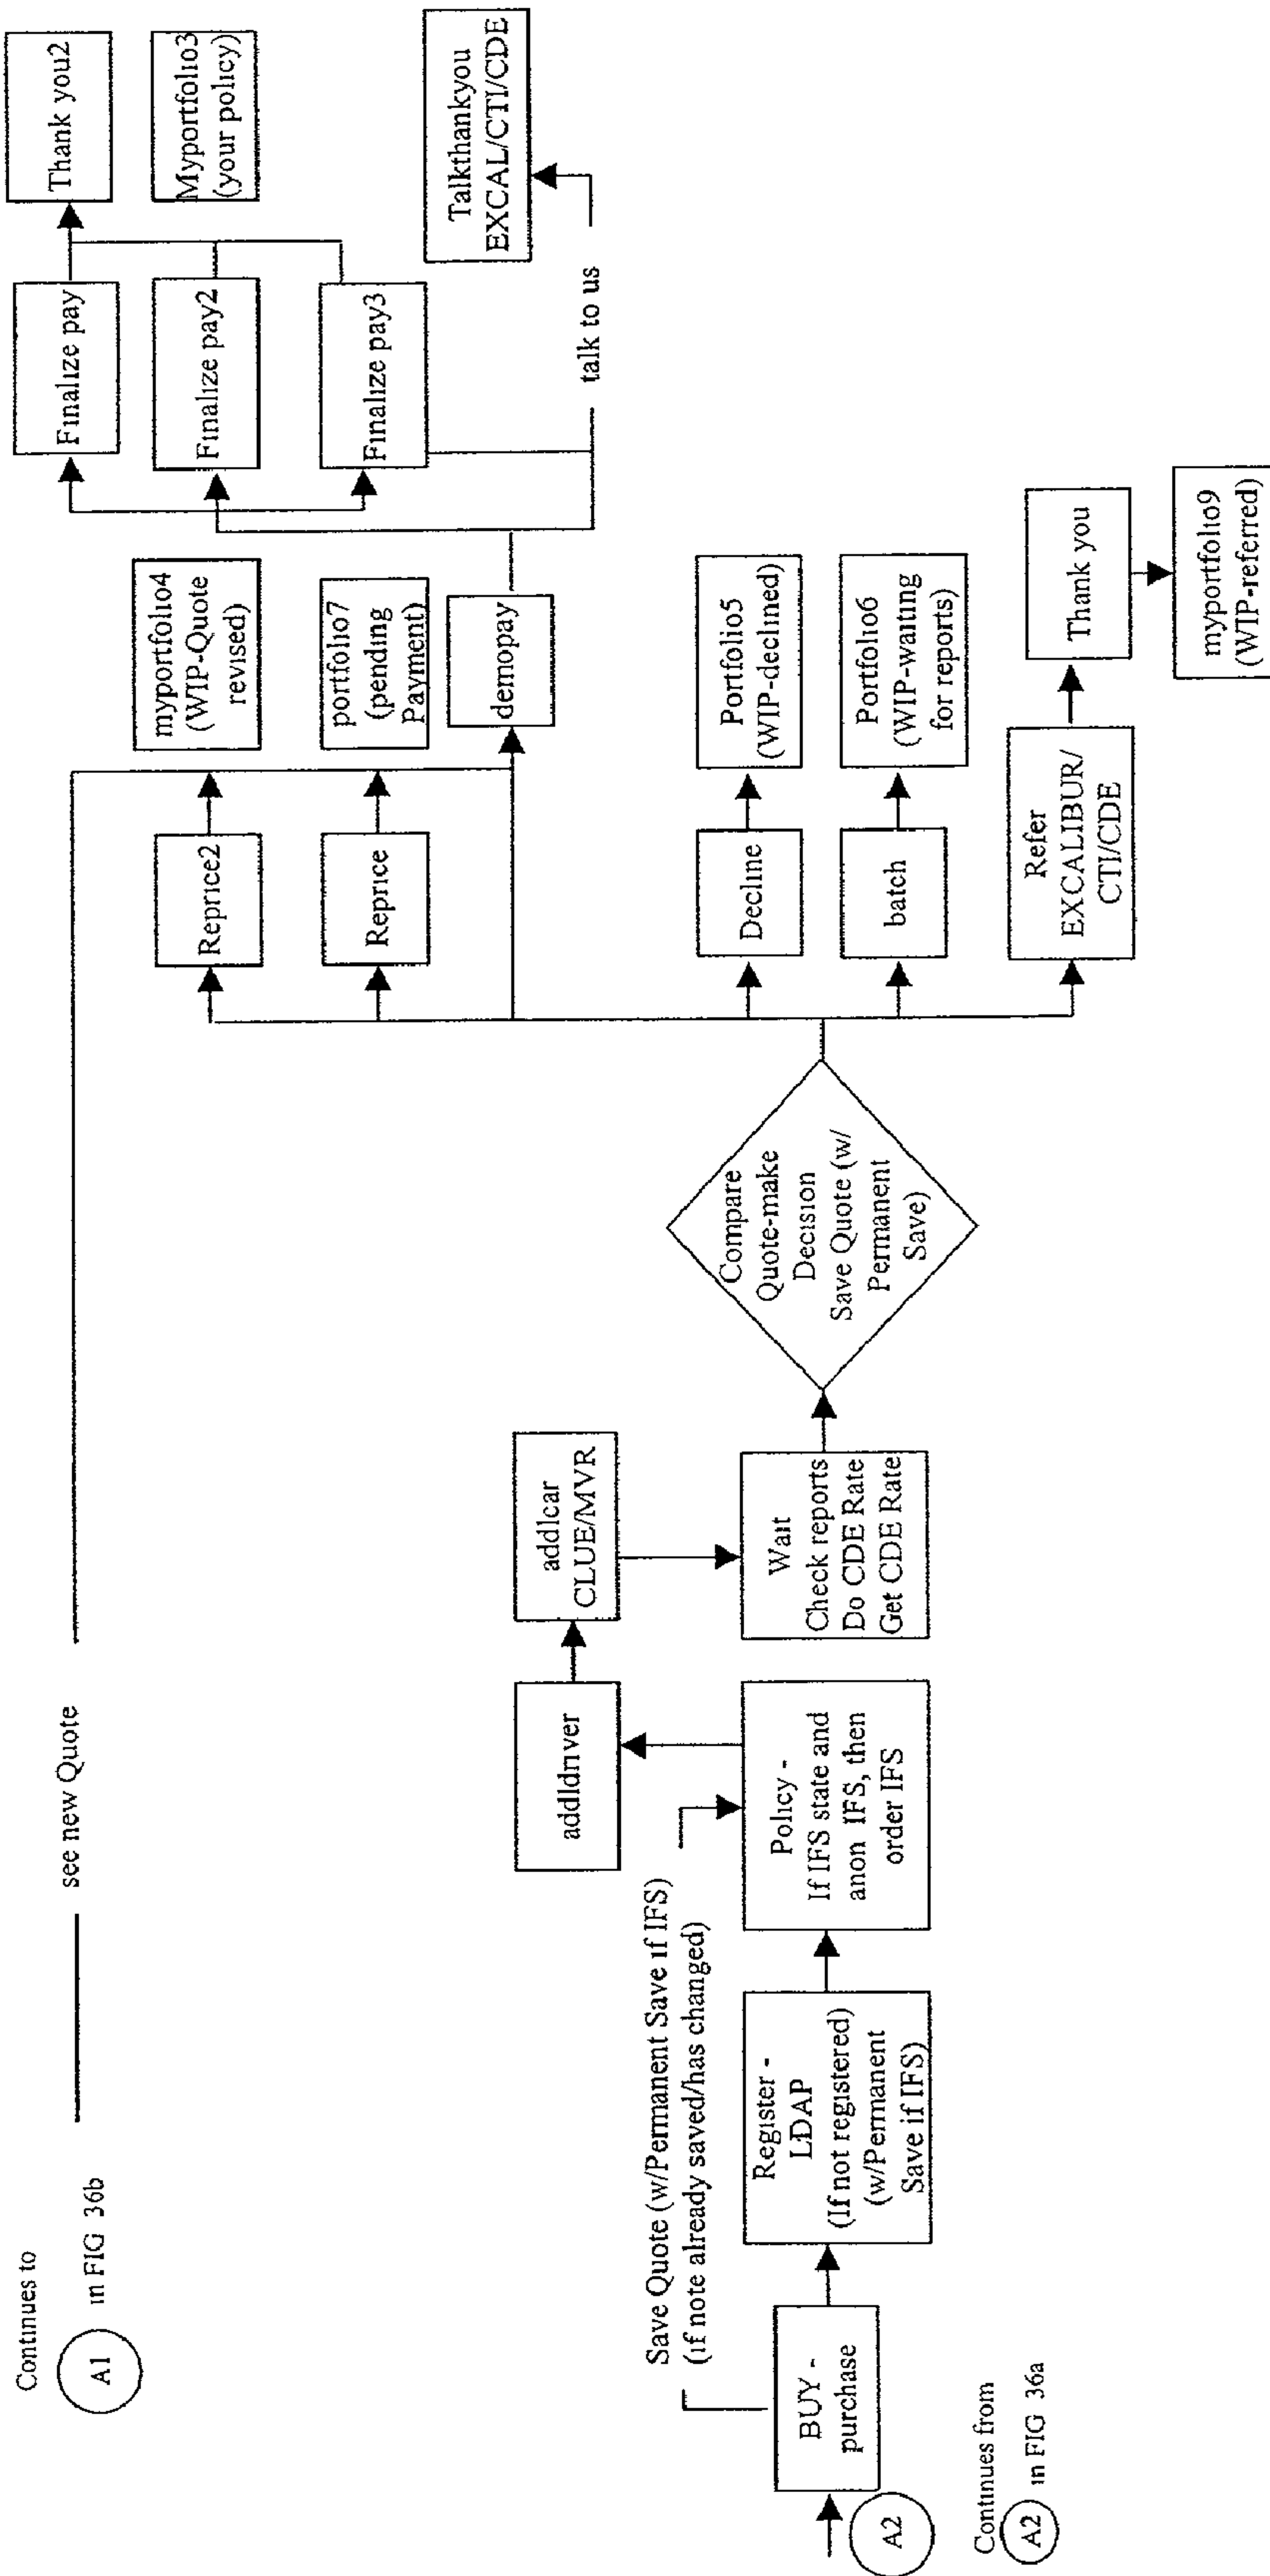 Continues to
A1
in FIG 36b
see new Quote
Finalize pay
Thank you2
Finalize pay2
Myportfolio3
(your policy)
Finalize pay3
Talkthankyou
EXCAL/CTI/CDE
talk to us
Reprice2
myportfolio4
(WIP-Quote
revised)
Reprice
portfolio7
(pending
Payment)
demopay
Decline
Portfolio5
(WIP-declined)
batch
Portfolio6
(WIP-waiting
for reports)
Refer
EXCALIBUR/
CTI/CDE
Thank you
myportfolio9
(WIP-referred)
Compare
Quote-make
Decision
Save Quote (w/
Permanent
Save)
addldriver
addlcar
CLUE/MVR
Save Quote (w/Permanent Save if IFS)
(if note already saved/has changed)
BUY -
purchase
Register -
LDAP
(If not registered)
(w/Permanent
Save if IFS)
Policy -
If IFS state and
anon IFS, then
order IFS
Wait
Check reports
Do CDE Rate
Get CDE Rate
A2
Continues from
A2
in FIG 36a